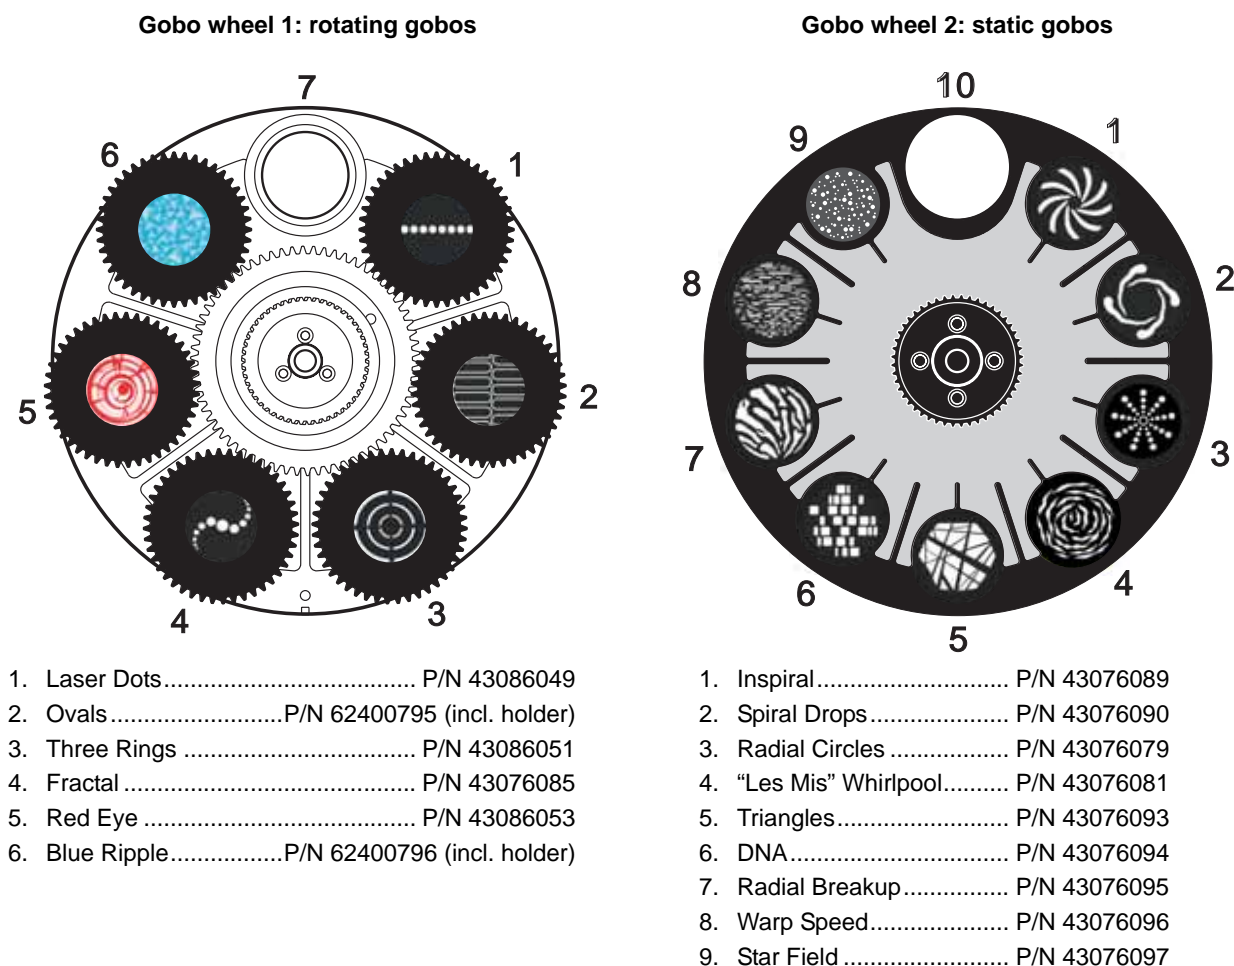 Gobo wheel 1: rotating gobos
7
6
1
5
2
4
3
1. Laser Dots...................................... P/N 43086049
2. Ovals..........................P/N 62400795 (incl. holder)
3. Three Rings ................................... P/N 43086051
4. Fractal............................................ P/N 43076085
5. Red Eye ......................................... P/N 43086053
6. Blue Ripple.................P/N 62400796 (incl. holder)
Gobo wheel 2: static gobos
10
9
1
8
2
7
3
6
4
5
1. Inspiral............................. P/N 43076089
2. Spiral Drops..................... P/N 43076090
3. Radial Circles .................. P/N 43076079
4. “Les Mis” Whirlpool.......... P/N 43076081
5. Triangles.......................... P/N 43076093
6. DNA................................. P/N 43076094
7. Radial Breakup................ P/N 43076095
8. Warp Speed..................... P/N 43076096
9. Star Field ......................... P/N 43076097